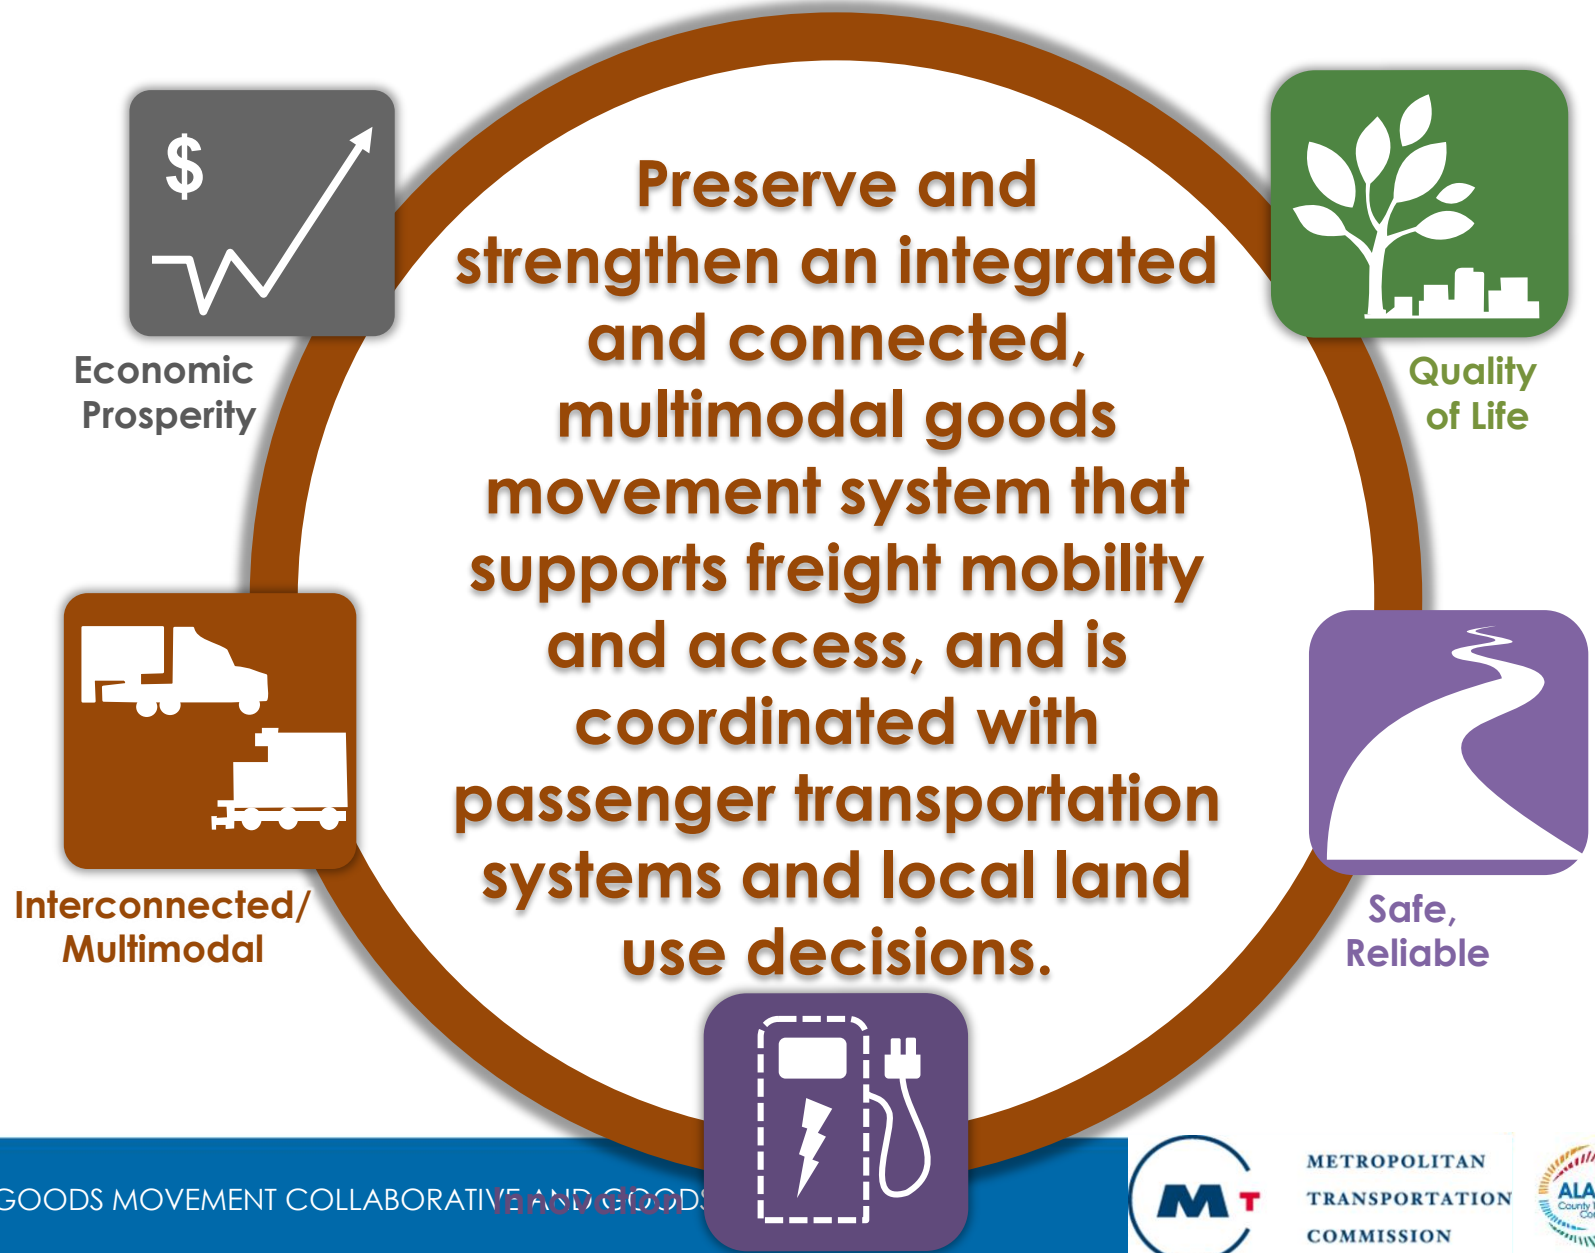 $
Preserve and
strengthen an integrated
and connected,
multimodal goods
movement system that
supports freight mobility
and access, and is
coordinated with
passenger transportation
systems and local land
use decisions.
Economic
Prosperity
Quality
of Life
Interconnected/
Multimodal
Safe,
Reliable
Innovation
GOODS MOVEMENT COLLABORATIVE AND GOODS
M T
METROPOLITAN
TRANSPORTATION
COMMISSION
ALA
County